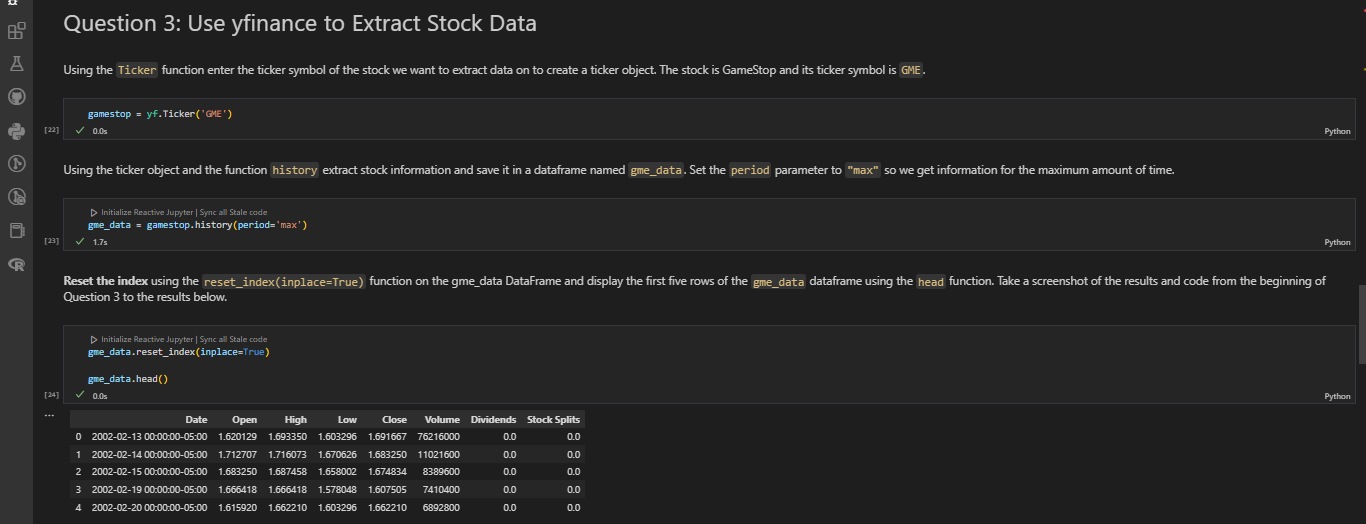 Question 3: Use yfinance to Extract Stock Data
Using the Ticker function enter the ticker symbol of the stock we want to extract data on to create a ticker object. The stock is GameStop and its ticker symbol is GME.
gamestop = yf.Ticker('GME')
[22] 0.0s Python
Using the ticker object and the function history extract stock information and save it in a dataframe named gme_data. Set the period parameter to "max" so we get information for the maximum amount of time.
Initialize Reactive Jupyter | Sync all Stale code
gme_data = gamestop.history(period='max')
[23] 1.7s Python
Reset the index using the reset_index(inplace=True) function on the gme_data DataFrame and display the first five rows of the gme_data dataframe using the head function. Take a screenshot of the results and code from the beginning of
Question 3 to the results below.
Initialize Reactive Jupyter | Sync all Stale code
gme_data.reset_index(inplace=True)
gme_data.head()
[24] 0.0s Python
... Date Open High Low Close Volume Dividends Stock Splits
0 2002-02-13 00:00:00-05:00 1.620129 1.693350 1.603296 1.691667 76216000 0.0 0.0
1 2002-02-14 00:00:00-05:00 1.712707 1.716073 1.670626 1.683250 11021600 0.0 0.0
2 2002-02-15 00:00:00-05:00 1.683250 1.687458 1.658002 1.674834 8389600 0.0 0.0
3 2002-02-19 00:00:00-05:00 1.666418 1.666418 1.578048 1.607505 7410400 0.0 0.0
4 2002-02-20 00:00:00-05:00 1.615920 1.662210 1.603296 1.662210 6892800 0.0 0.0